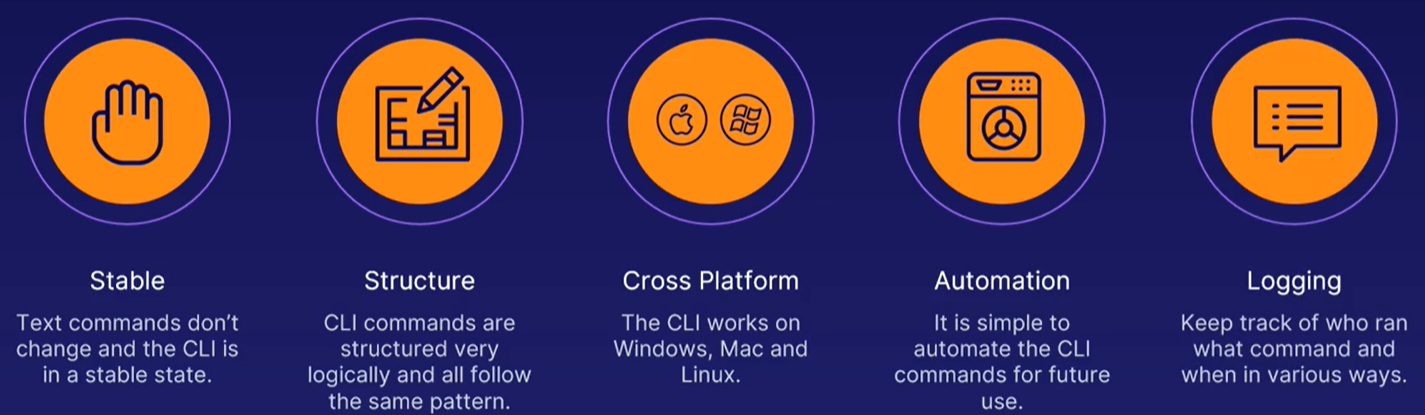 Stable
Text commands don’t
change and the CLI is
in a stable state.
Structure
CLI commands are
structured very
logically and all follow
the same pattern.
Cross Platform
The CLI works on
Windows, Mac and
Linux.
Automation
It is simple to
automate the CLI
commands for future
use.
Logging
Keep track of who ran
what command and
when in various ways.